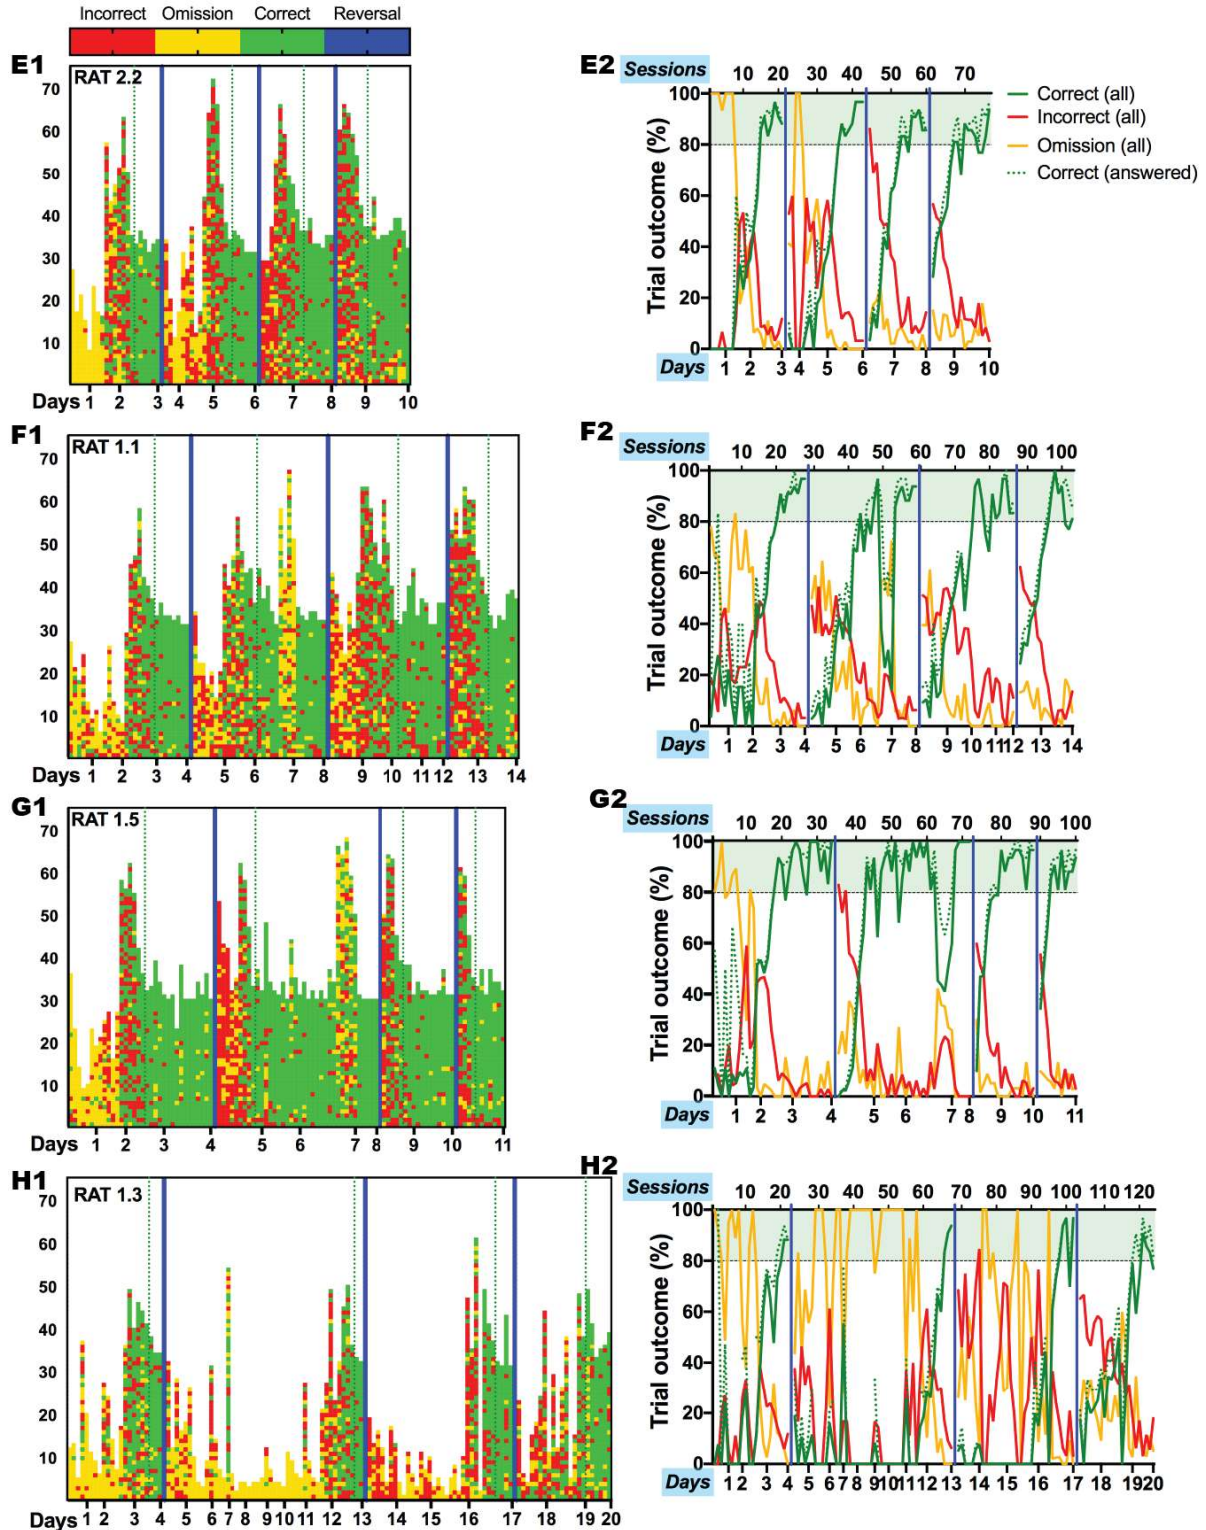 Incorrect Omission Correct Reversal
E1
RAT 2.2
70
60
50
40
30
20
10
Days 1 2 3 4 5 6 7 8 9 10
E2
Sessions 10 20 30 40 50 60 70
100
80
60
40
20
0
Trial outcome (%)
Days 1 2 3 4 5 6 7 8 9 10
Correct (all)
Incorrect (all)
Omission (all)
Correct (answered)
F1
RAT 1.1
70
60
50
40
30
20
10
Days 1 2 3 4 5 6 7 8 9 10 11 12 13 14
F2
Sessions 10 20 30 40 50 60 70 80 90 100
100
80
60
40
20
0
Trial outcome (%)
Days 1 2 3 4 5 6 7 8 9 10 11 12 13 14
G1
RAT 1.5
70
60
50
40
30
20
10
Days 1 2 3 4 5 6 7 8 9 10 11
G2
Sessions 10 20 30 40 50 60 70 80 90 100
100
80
60
40
20
0
Trial outcome (%)
Days 1 2 3 4 5 6 7 8 9 10 11
H1
RAT 1.3
70
60
50
40
30
20
10
Days 1 2 3 4 5 6 7 8 9 10 11 12 13 14 15 16 17 18 19 20
H2
Sessions 10 20 30 40 50 60 70 80 90 100 110 120
100
80
60
40
20
0
Trial outcome (%)
Days 1 2 3 4 5 6 7 9 10 11 12 13 14 15 16 17 18 19 20